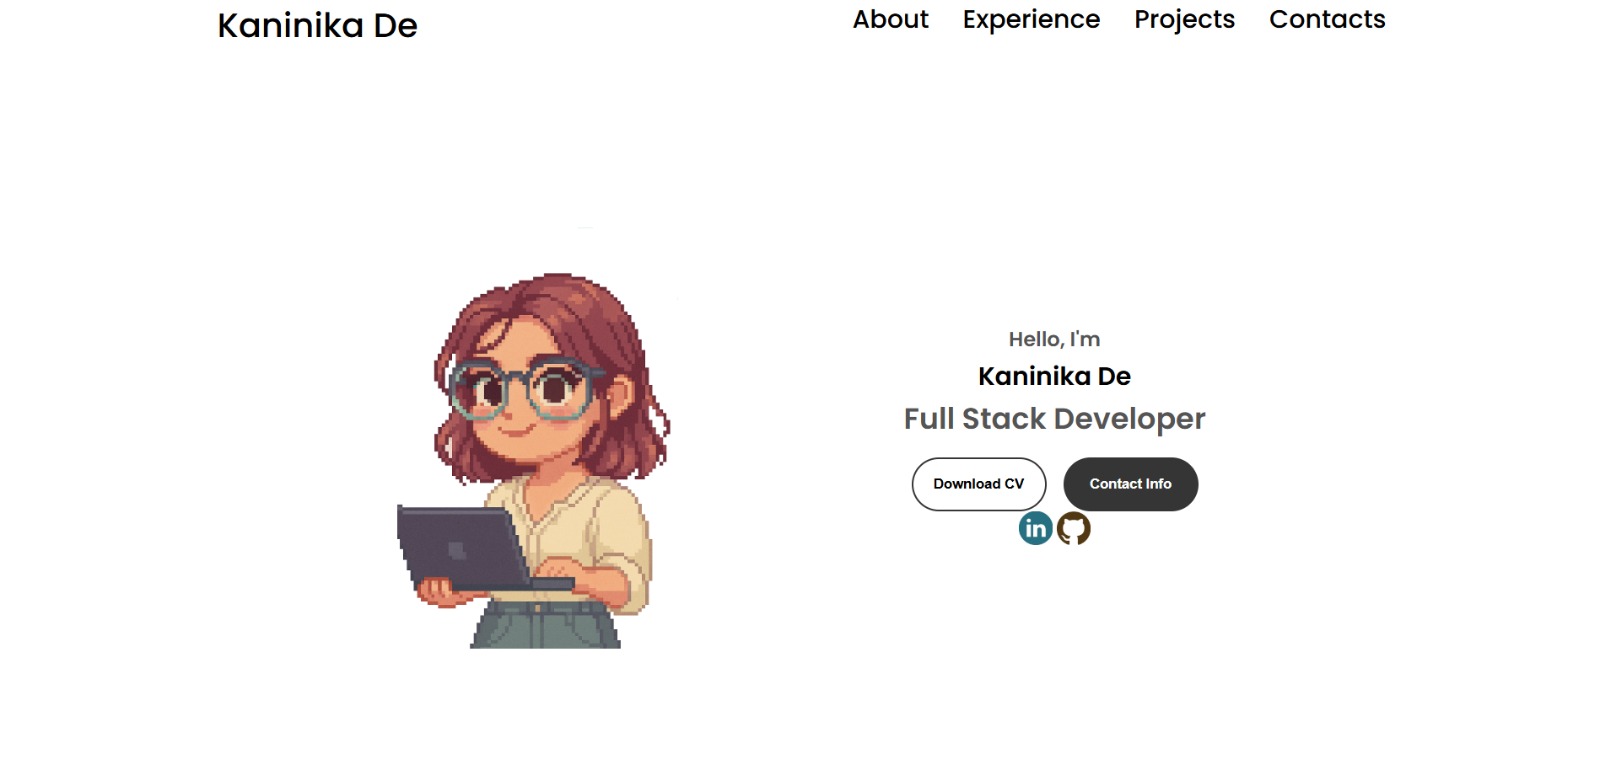 Kaninika De
About Experience Projects Contacts
Hello, I'm
Kaninika De
Full Stack Developer
Download CV Contact Info
in